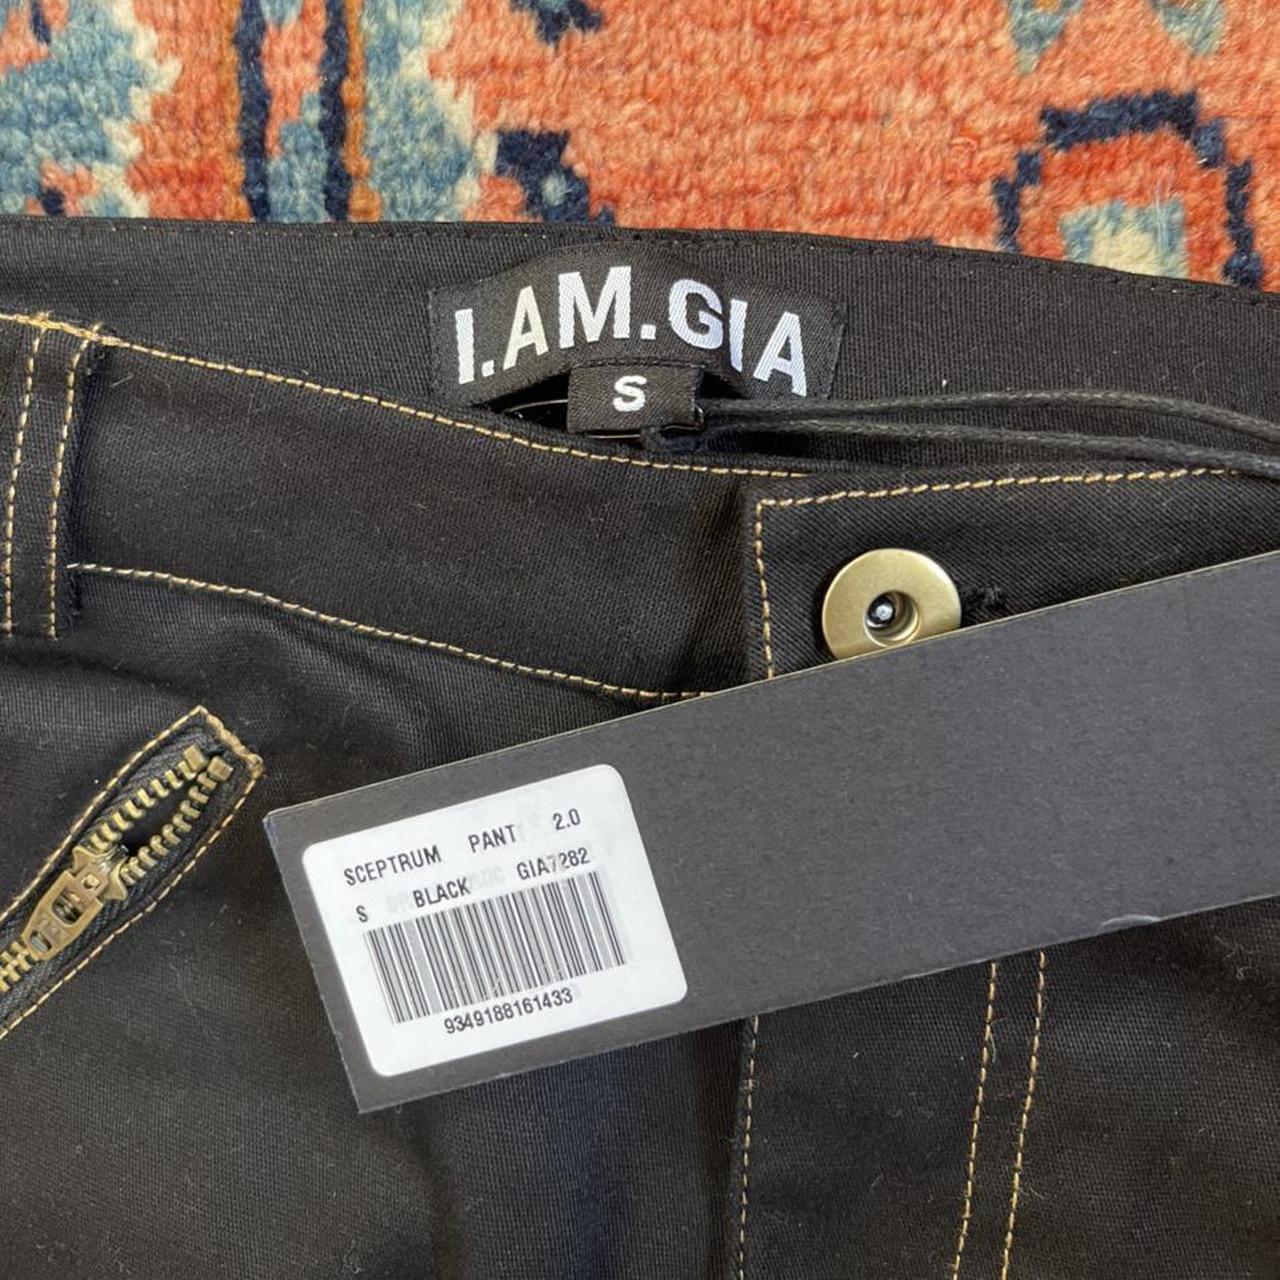 I.AM.GIA
S
SCEPTRUM PANT 2.0
S BLACK GIA7282
9349188161433